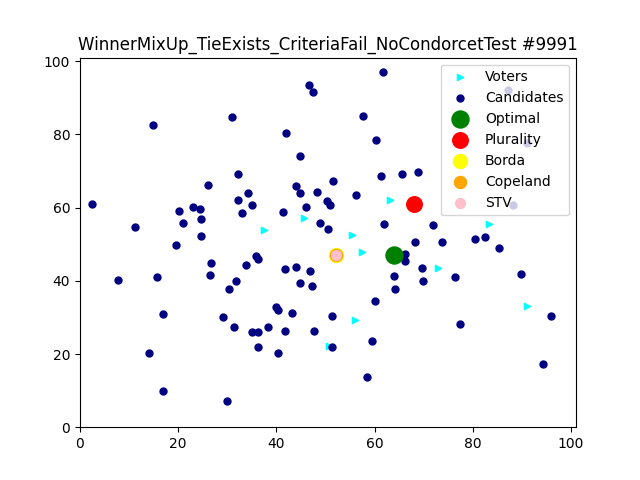 WinnerMixUp_TieExists_CriteriaFail_NoCondorcetTest #9991
100
80
60
40
20
0
0 20 40 60 80 100
Voters
Candidates
Optimal
Plurality
Borda
Copeland
STV